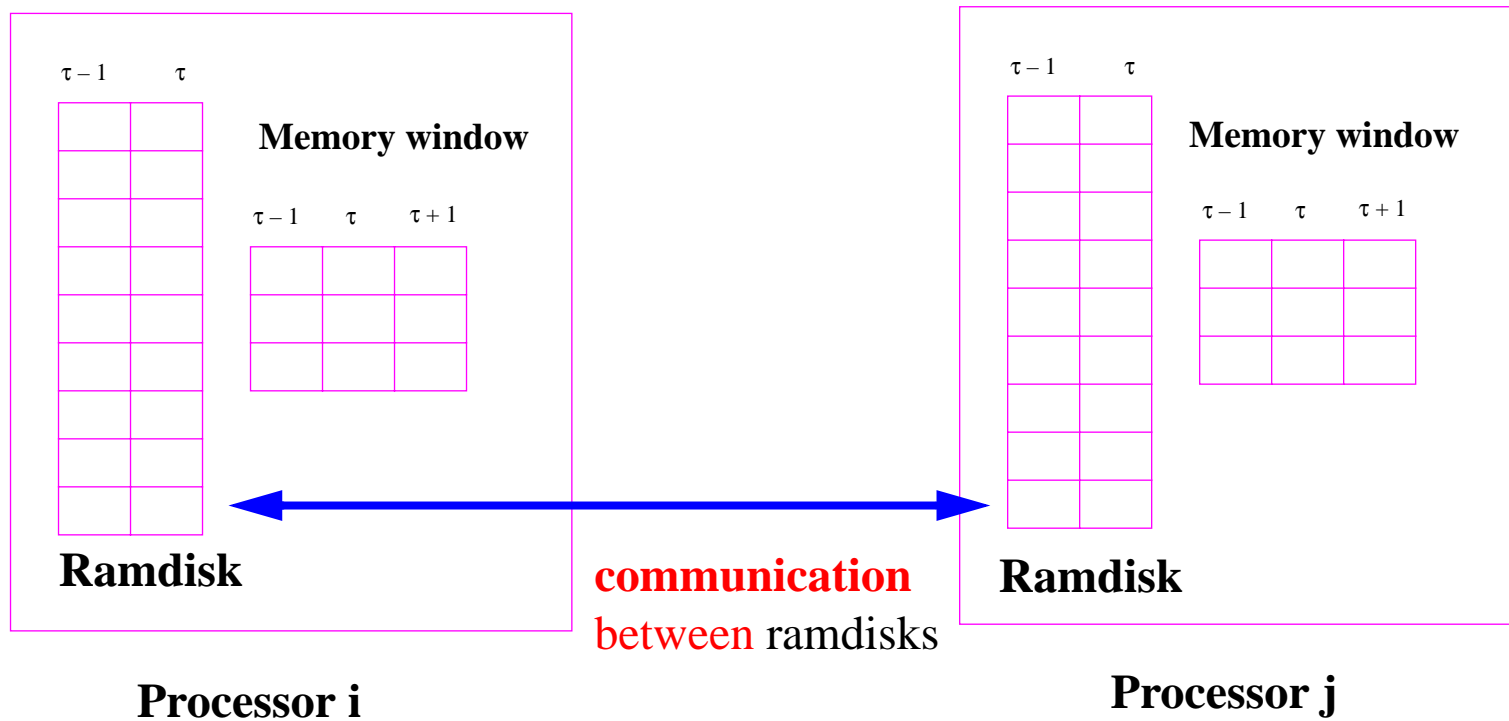 τ – 1 τ
Memory window
τ – 1 τ τ + 1
Ramdisk
Processor i
communication
between ramdisks
τ – 1 τ
Memory window
τ – 1 τ τ + 1
Ramdisk
Processor j